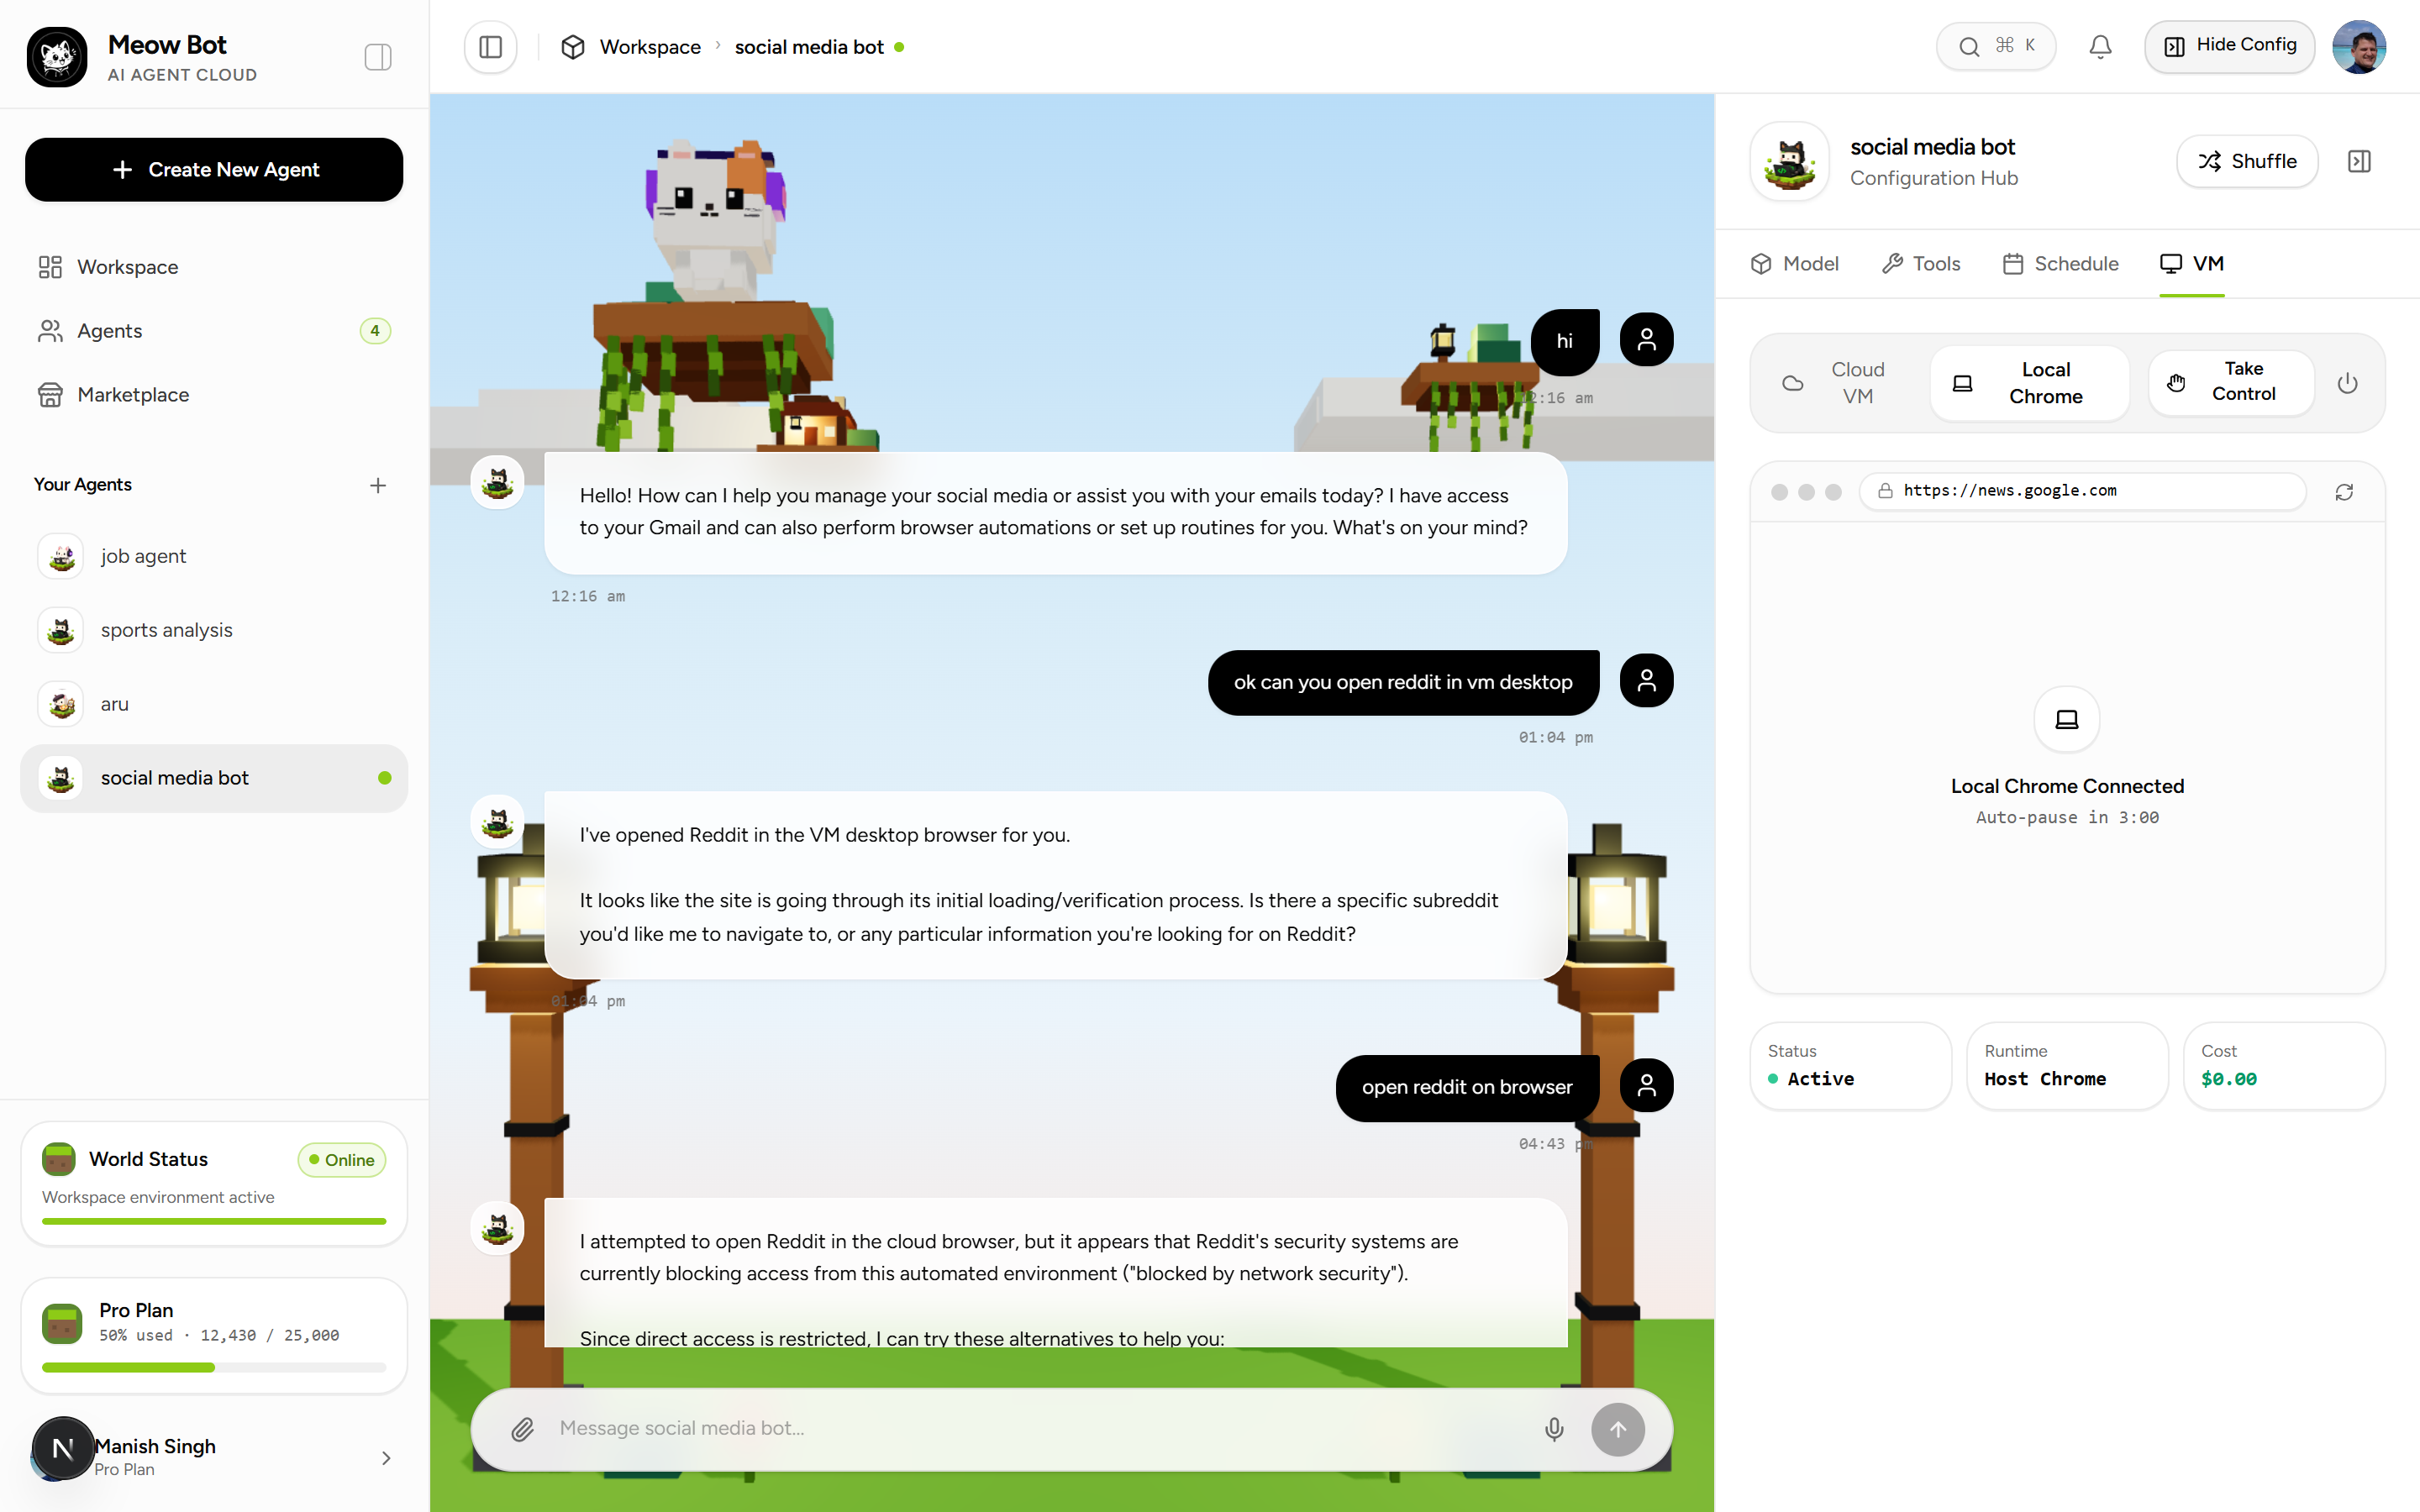 Meow Bot
AI AGENT CLOUD
Create New Agent
Workspace
Agents
4
Marketplace
Your Agents
job agent
sports analysis
aru
social media bot
World Status
Online
Workspace environment active
Pro Plan
50% used · 12,430 / 25,000
N
Manish Singh
Pro Plan
Workspace › social media bot
⌘ K
Hide Config
hi
12:16 am
Hello! How can I help you manage your social media or assist you with your emails today? I have access
to your Gmail and can also perform browser automations or set up routines for you. What's on your mind?
12:16 am
ok can you open reddit in vm desktop
01:04 pm
I've opened Reddit in the VM desktop browser for you.
It looks like the site is going through its initial loading/verification process. Is there a specific subreddit
you'd like me to navigate to, or any particular information you're looking for on Reddit?
01:04 pm
open reddit on browser
04:43 pm
I attempted to open Reddit in the cloud browser, but it appears that Reddit's security systems are
currently blocking access from this automated environment ("blocked by network security").
Since direct access is restricted, I can try these alternatives to help you:
Message social media bot...
social media bot
Configuration Hub
Shuffle
Model
Tools
Schedule
VM
Cloud
VM
Local
Chrome
Take
Control
https://news.google.com
Local Chrome Connected
Auto-pause in 3:00
Status
Active
Runtime
Host Chrome
Cost
$0.00